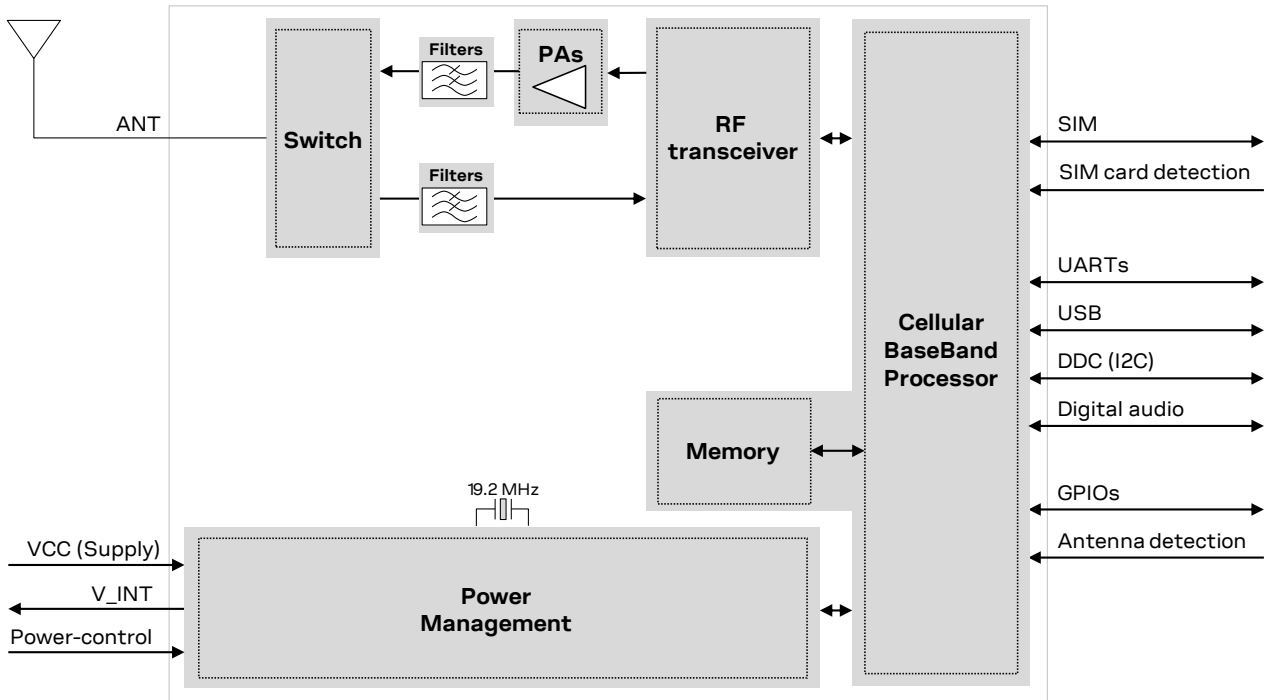 Filters
PAs
ANT
Switch
RF
transceiver
Filters
SIM
SIM card detection
UARTs
USB
Cellular
BaseBand
Processor
DDC (I2C)
Digital audio
Memory
19.2 MHz
GPIOs
Antenna detection
VCC (Supply)
V_INT
Power-control
Power
Management